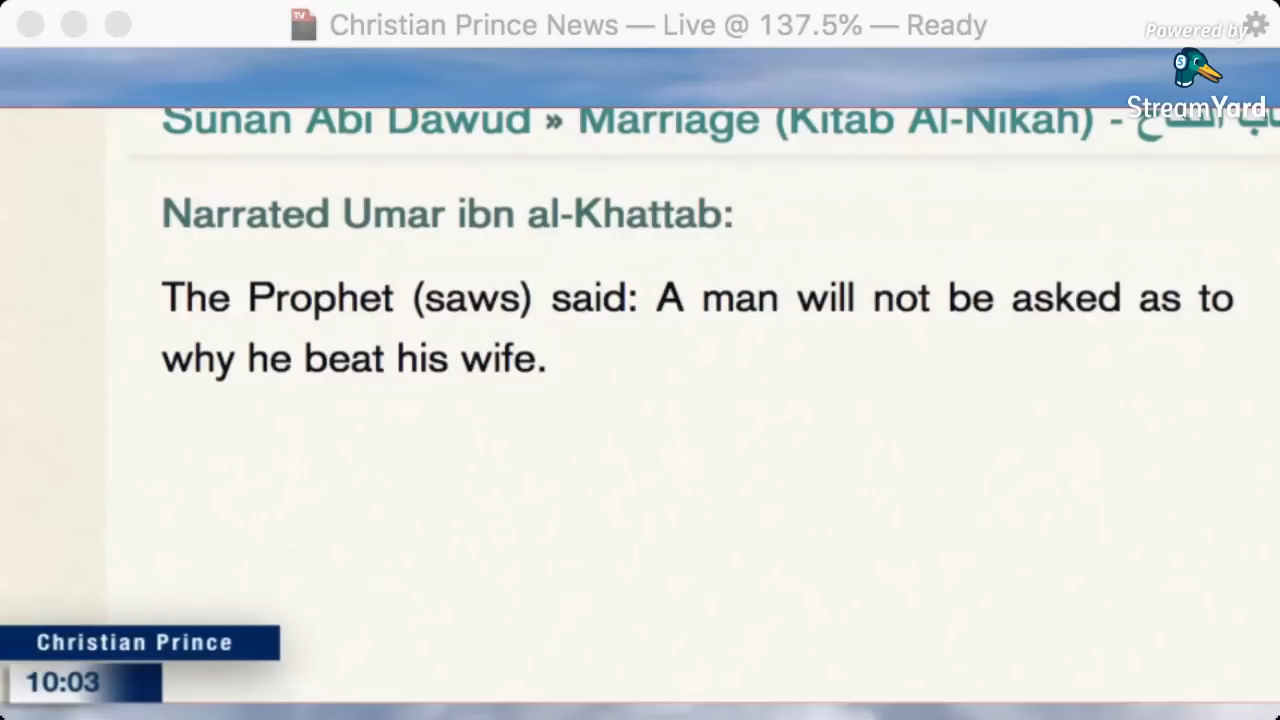 TV
Christian Prince News — Live @ 137.5% — Ready
Powered by
StreamYard
Sunan Abi Dawud » Marriage (Kitab Al-Nikah) -
Narrated Umar ibn al-Khattab:
The Prophet (saws) said: A man will not be asked as to
why he beat his wife.
Christian Prince
10:03